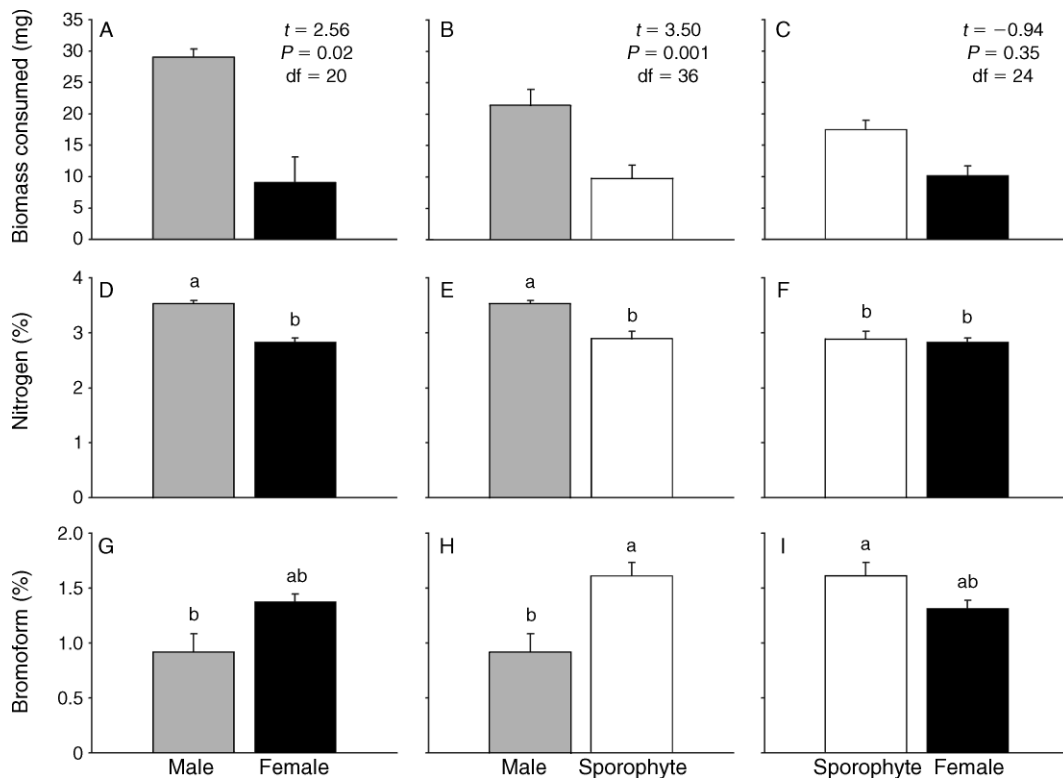 A
t = 2.56
P = 0.02
df = 20
B
t = 3.50
P = 0.001
df = 36
C
t = −0.94
P = 0.35
df = 24
Biomass consumed (mg)
35
30
25
20
15
10
5
0
D
a
b
E
a
b
F
b
b
Nitrogen (%)
4
3
2
1
0
G
b
ab
H
b
a
I
a
ab
Bromoform (%)
2.0
1.5
1.0
0.5
0
Male Female
Male Sporophyte
Sporophyte Female